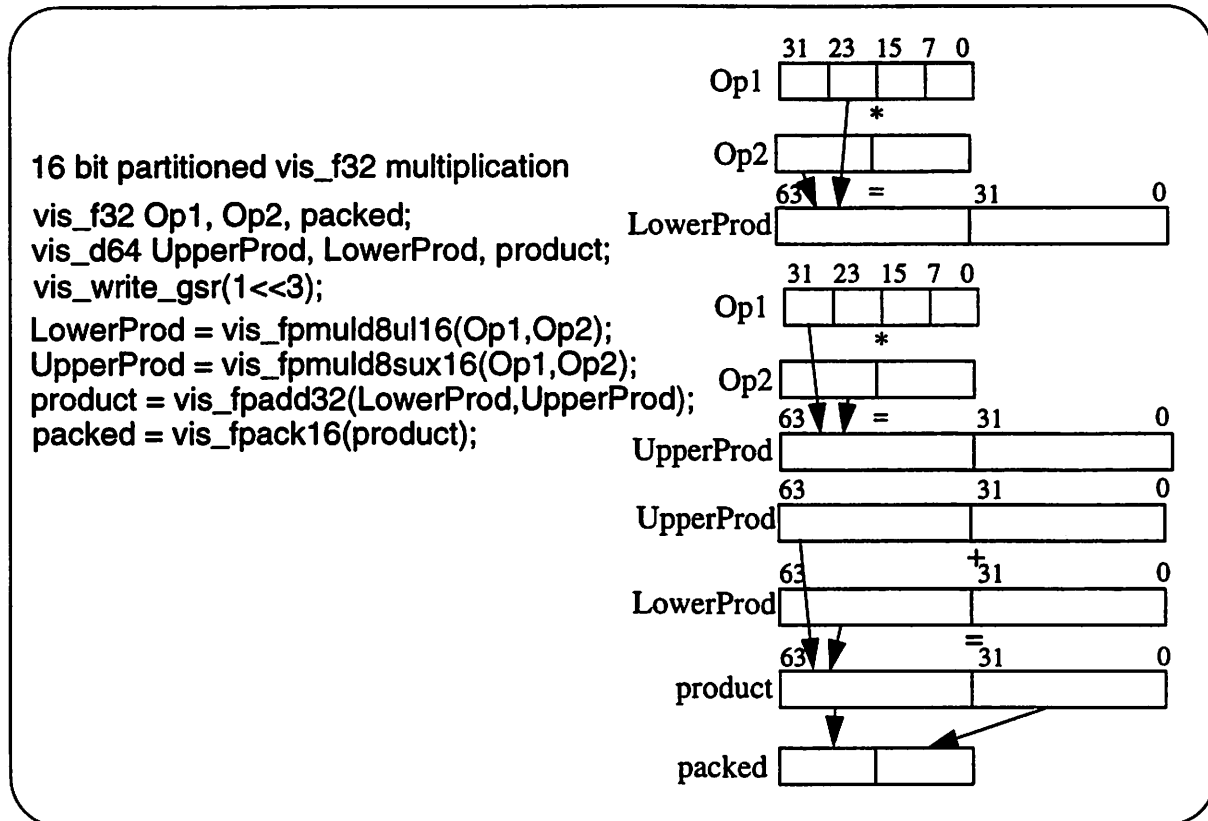 16 bit partitioned vis_f32 multiplication
vis_f32 Op1, Op2, packed;
vis_d64 UpperProd, LowerProd, product;
vis_write_gsr(1<<3);
LowerProd = vis_fpmuld8ul16(Op1,Op2);
UpperProd = vis_fpmuld8sux16(Op1,Op2);
product = vis_fpadd32(LowerProd,UpperProd);
packed = vis_fpack16(product);
31 23 15 7 0
Op1
*
Op2
63 = 31 0
LowerProd
31 23 15 7 0
Op1
*
Op2
63 = 31 0
UpperProd
63 31 0
UpperProd
+
63 31 0
LowerProd
=
63 31 0
product
packed